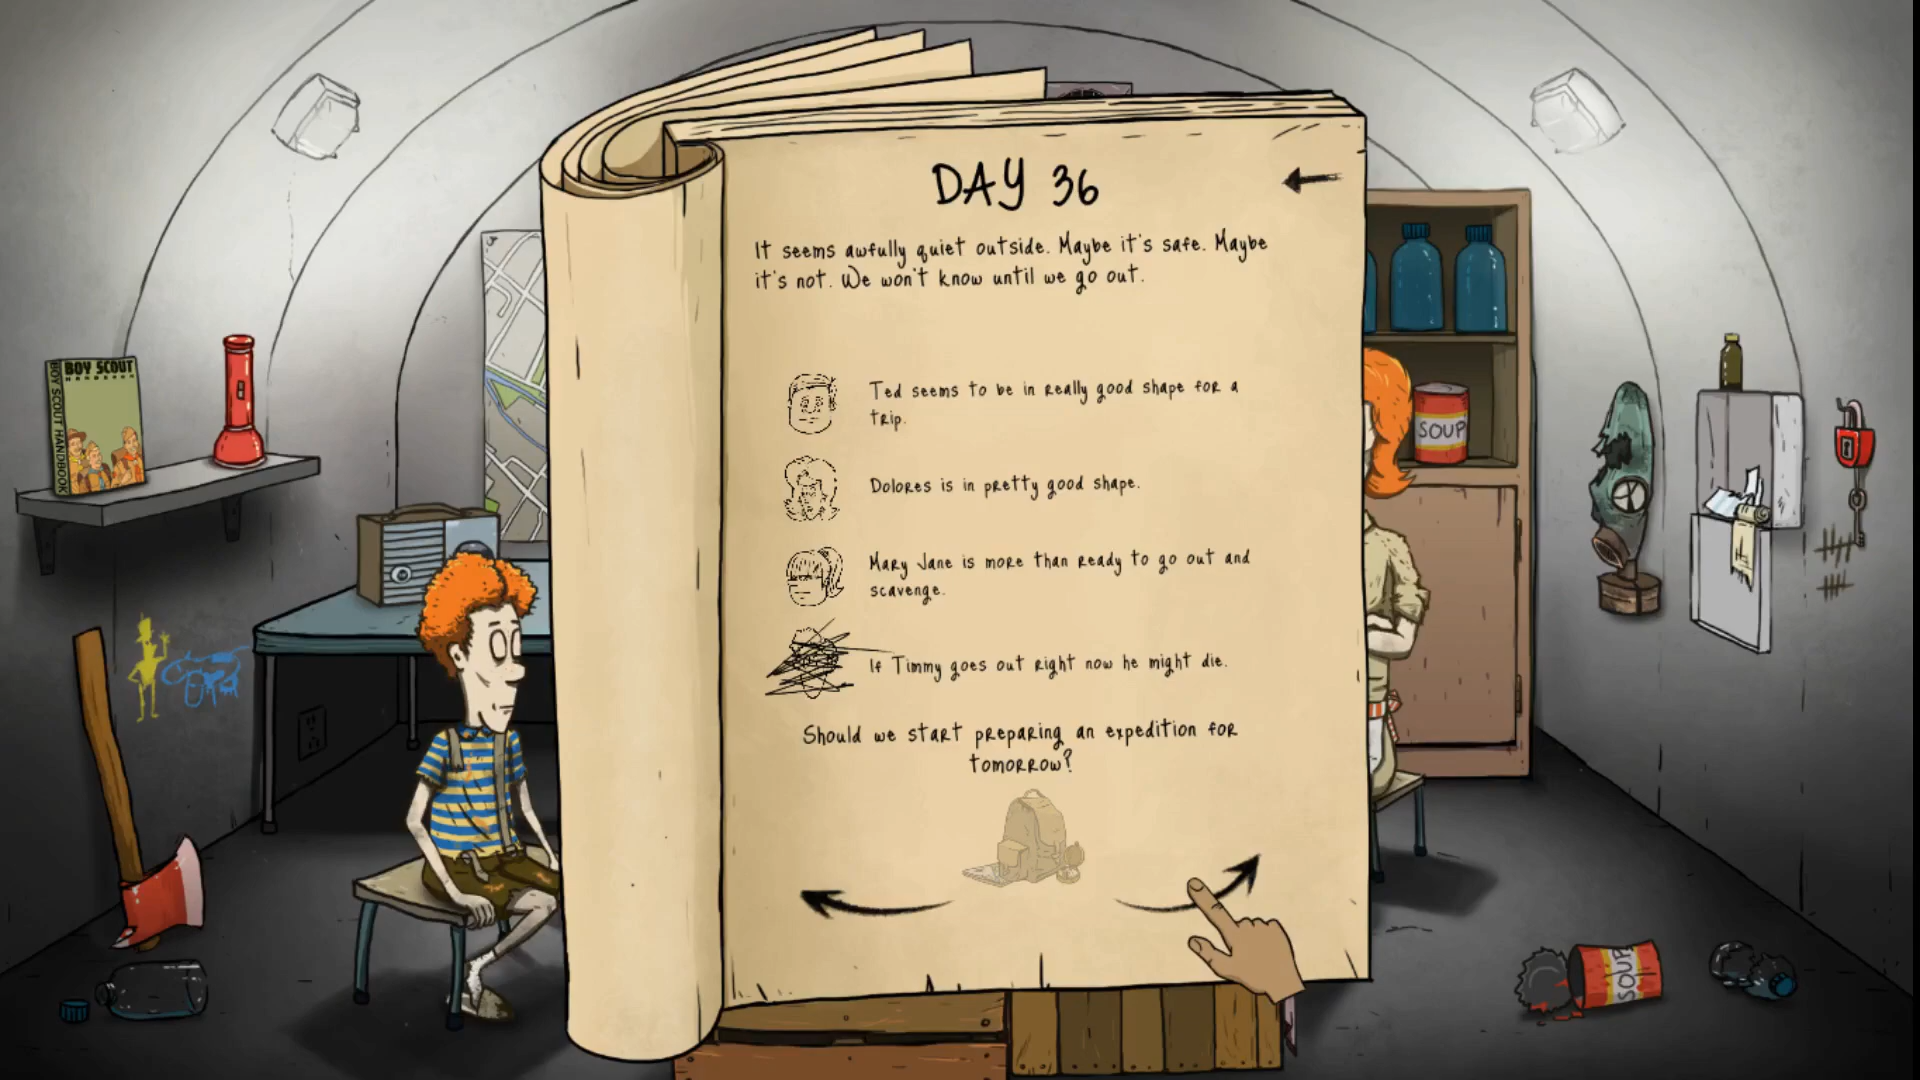 DAY 36
It seems awfully quiet outside. Maybe it's safe. Maybe
it's not. We won't know until we go out.
Ted seems to be in really good shape for a
trip.
Dolores is in pretty good shape.
Mary Jane is more than ready to go out and
scavenge.
If Timmy goes out right now he might die.
Should we start preparing an expedition for
tomorrow?
BOY SCOUT
HANDBOOK
BOY SCOUT HANDBOOK
SOUP
SOUP